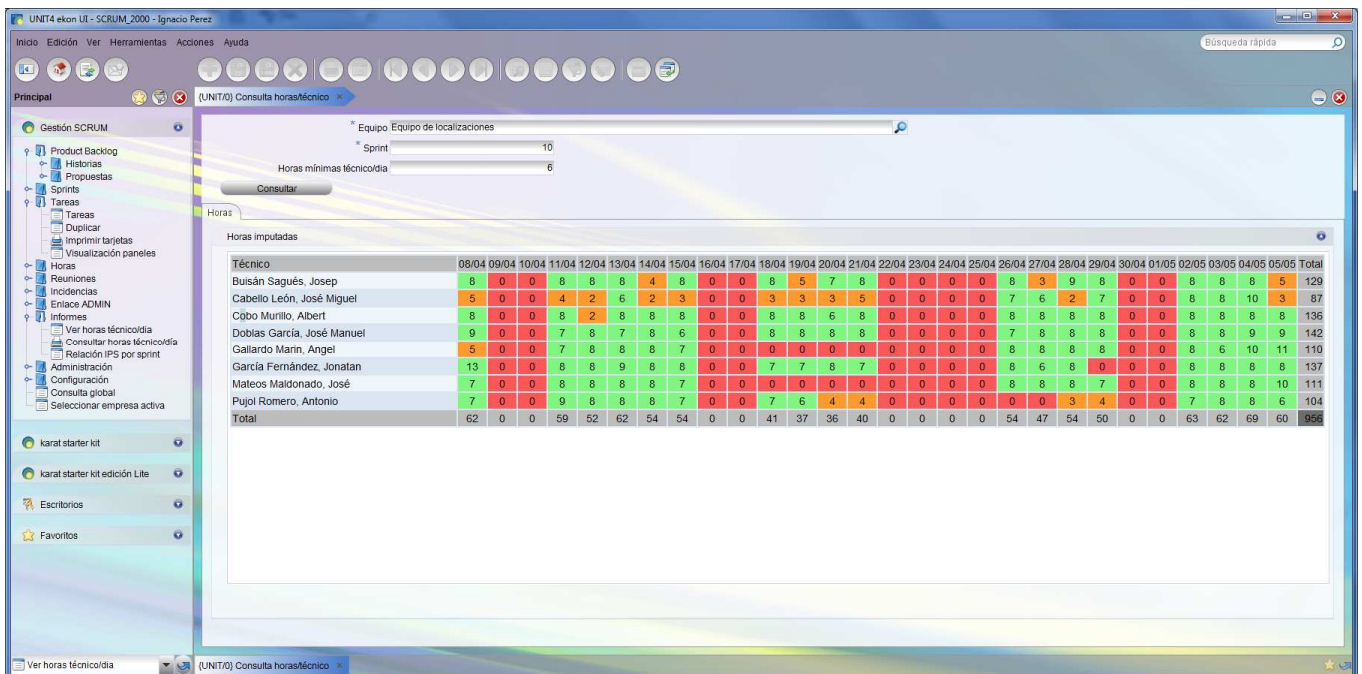 UNIT4 ekon UI - SCRUM_2000 - Ignacio Perez
Inicio Edición Ver Herramientas Acciones Ayuda
Búsqueda rápida
Principal
{UNIT/0} Consulta horas/técnico
Gestión SCRUM
Product Backlog
Historias
Propuestas
Sprints
Tareas
Tareas
Duplicar
Imprimir tarjetas
Visualización paneles
Horas
Reuniones
Incidencias
Enlace ADMIN
Informes
Ver horas técnico/dia
Consultar horas técnico/día
Relación IPS por sprint
Administración
Configuración
Consulta global
Seleccionar empresa activa
karat starter kit
karat starter kit edición Lite
Escritorios
Favoritos
* Equipo Equipo de localizaciones
* Sprint 10
Horas mínimas técnico/dia 6
Consultar
Horas
Horas imputadas
Técnico 08/04 09/04 10/04 11/04 12/04 13/04 14/04 15/04 16/04 17/04 18/04 19/04 20/04 21/04 22/04 23/04 24/04 25/04 26/04 27/04 28/04 29/04 30/04 01/05 02/05 03/05 04/05 05/05 Total
Buisán Sagués, Josep 8 0 0 8 8 8 4 8 0 0 8 5 7 8 0 0 0 0 8 3 9 8 0 0 8 8 8 5 129
Cabello León, José Miguel 5 0 0 4 2 6 2 3 0 0 3 3 3 5 0 0 0 0 7 6 2 7 0 0 8 8 10 3 87
Cobo Murillo, Albert 8 0 0 8 2 8 8 8 0 0 8 8 6 8 0 0 0 0 8 8 8 8 0 0 8 8 8 8 136
Doblas García, José Manuel 9 0 0 7 8 7 8 6 0 0 8 8 8 8 0 0 0 0 7 8 8 8 0 0 8 8 9 9 142
Gallardo Marin, Angel 5 0 0 7 8 8 8 7 0 0 0 0 0 0 0 0 0 0 8 8 8 8 0 0 8 6 10 11 110
García Fernández, Jonatan 13 0 0 8 8 9 8 8 0 0 7 7 8 7 0 0 0 0 8 6 8 0 0 0 8 8 8 8 137
Mateos Maldonado, José 7 0 0 8 8 8 8 7 0 0 0 0 0 0 0 0 0 0 8 8 8 7 0 0 8 8 8 10 111
Pujol Romero, Antonio 7 0 0 9 8 8 8 7 0 0 7 6 4 4 0 0 0 0 0 0 3 4 0 0 7 8 8 6 104
Total 62 0 0 59 52 62 54 54 0 0 41 37 36 40 0 0 0 0 54 47 54 50 0 0 63 62 69 60 956
Ver horas técnico/dia
{UNIT/0} Consulta horas/técnico